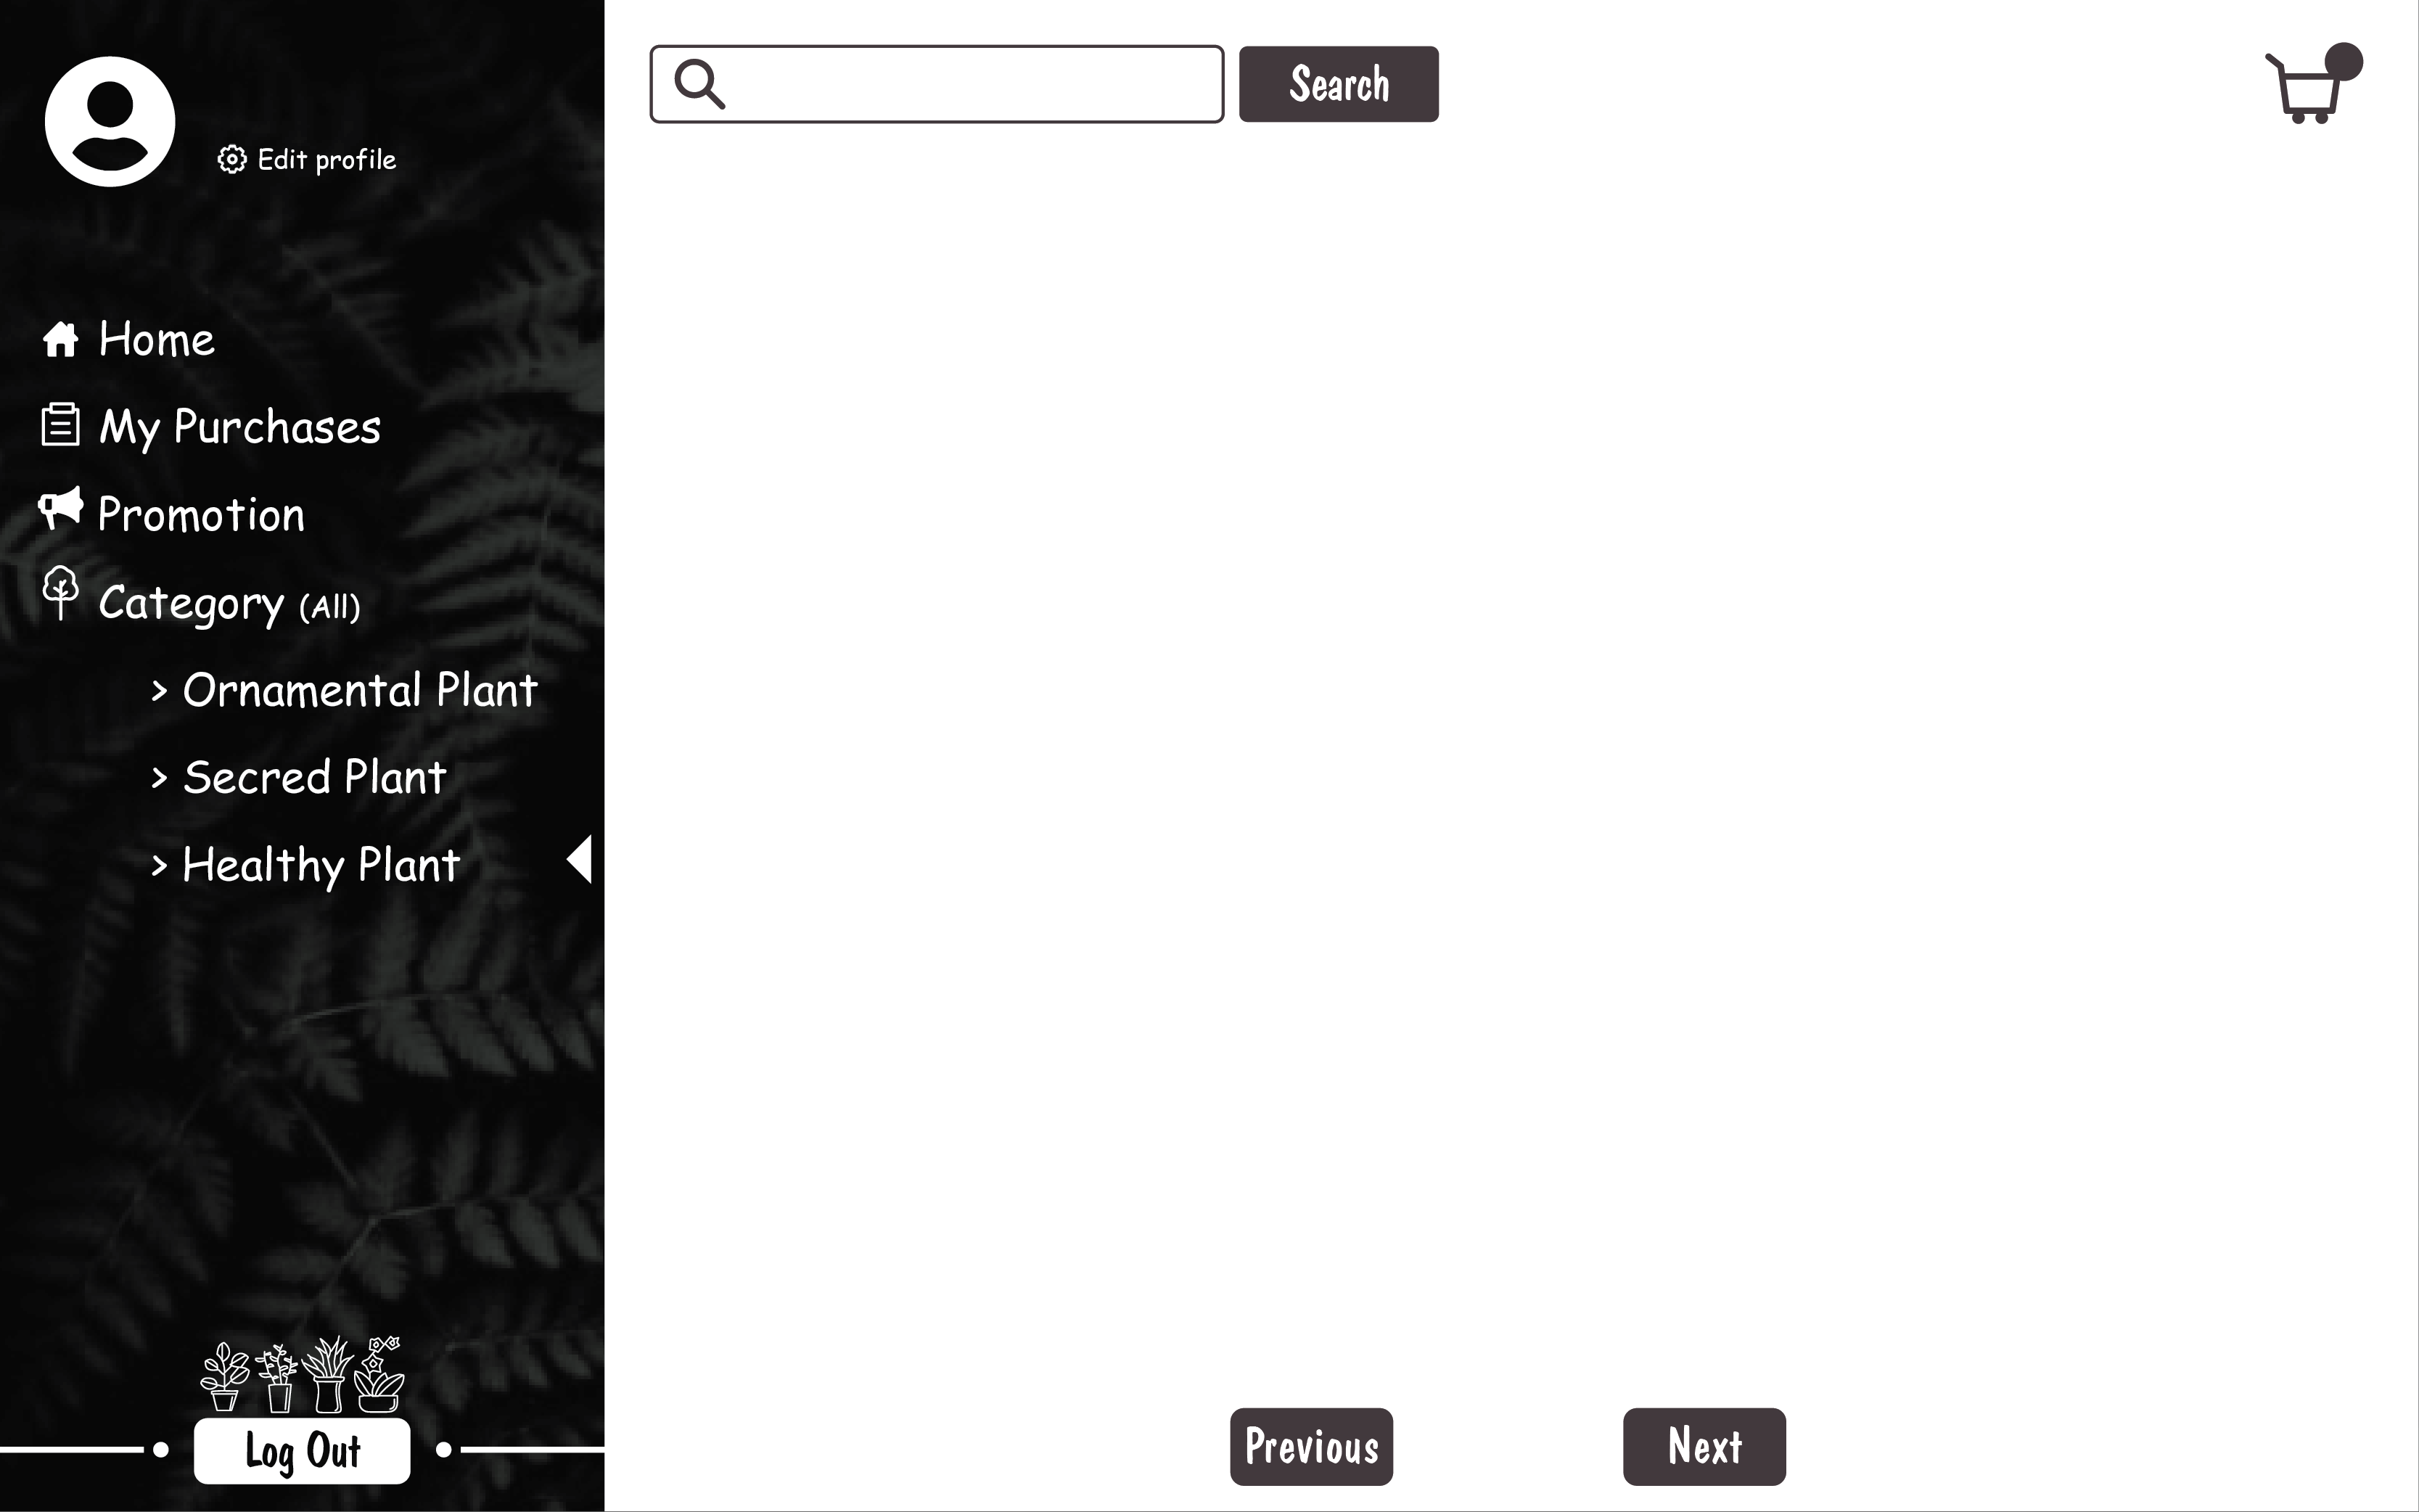 Search
Edit profile
Home
My Purchases
Promotion
Category (All)
> Ornamental Plant
> Secred Plant
> Healthy Plant
Log Out
Previous
Next